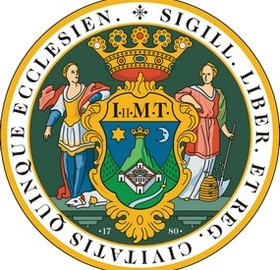 ✻ SIGILL. LIBER. ET REG. CIVITATIS QUINQUE ECCLESIEN.
I·II·M·T·
·17 80·